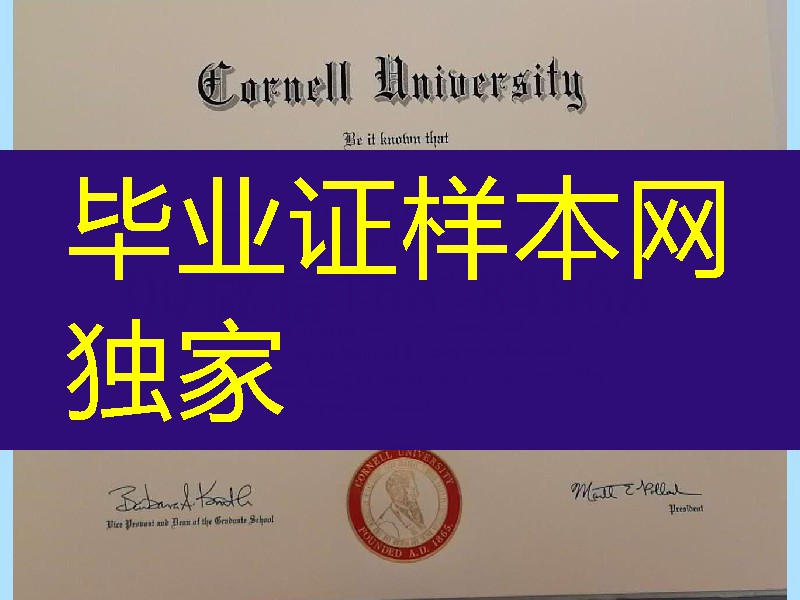 Cornell University
Be it known that
毕业证样本网
独家
CORNELL UNIVERSITY
FOUNDED A.D. 1865.
Vice Provost and Dean of the Graduate School
President